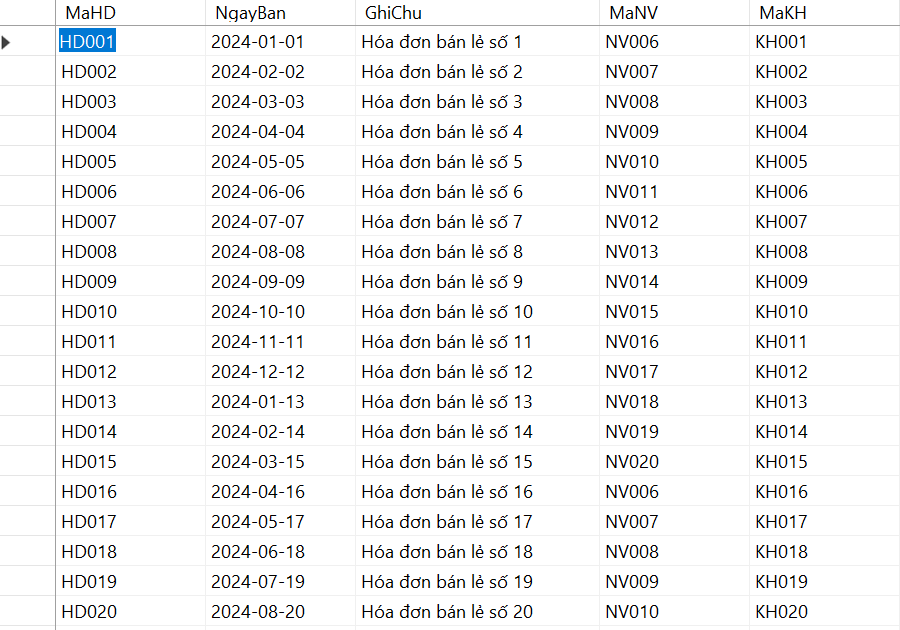 MaHD NgayBan GhiChu MaNV MaKH
HD001 2024-01-01 Hóa đơn bán lẻ số 1 NV006 KH001
HD002 2024-02-02 Hóa đơn bán lẻ số 2 NV007 KH002
HD003 2024-03-03 Hóa đơn bán lẻ số 3 NV008 KH003
HD004 2024-04-04 Hóa đơn bán lẻ số 4 NV009 KH004
HD005 2024-05-05 Hóa đơn bán lẻ số 5 NV010 KH005
HD006 2024-06-06 Hóa đơn bán lẻ số 6 NV011 KH006
HD007 2024-07-07 Hóa đơn bán lẻ số 7 NV012 KH007
HD008 2024-08-08 Hóa đơn bán lẻ số 8 NV013 KH008
HD009 2024-09-09 Hóa đơn bán lẻ số 9 NV014 KH009
HD010 2024-10-10 Hóa đơn bán lẻ số 10 NV015 KH010
HD011 2024-11-11 Hóa đơn bán lẻ số 11 NV016 KH011
HD012 2024-12-12 Hóa đơn bán lẻ số 12 NV017 KH012
HD013 2024-01-13 Hóa đơn bán lẻ số 13 NV018 KH013
HD014 2024-02-14 Hóa đơn bán lẻ số 14 NV019 KH014
HD015 2024-03-15 Hóa đơn bán lẻ số 15 NV020 KH015
HD016 2024-04-16 Hóa đơn bán lẻ số 16 NV006 KH016
HD017 2024-05-17 Hóa đơn bán lẻ số 17 NV007 KH017
HD018 2024-06-18 Hóa đơn bán lẻ số 18 NV008 KH018
HD019 2024-07-19 Hóa đơn bán lẻ số 19 NV009 KH019
HD020 2024-08-20 Hóa đơn bán lẻ số 20 NV010 KH020